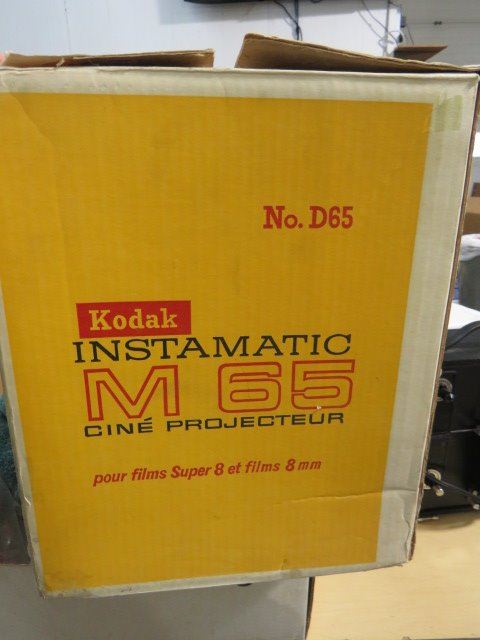 No. D65
Kodak
INSTAMATIC
M 65
CINÉ PROJECTEUR
pour films Super 8 et films 8 mm